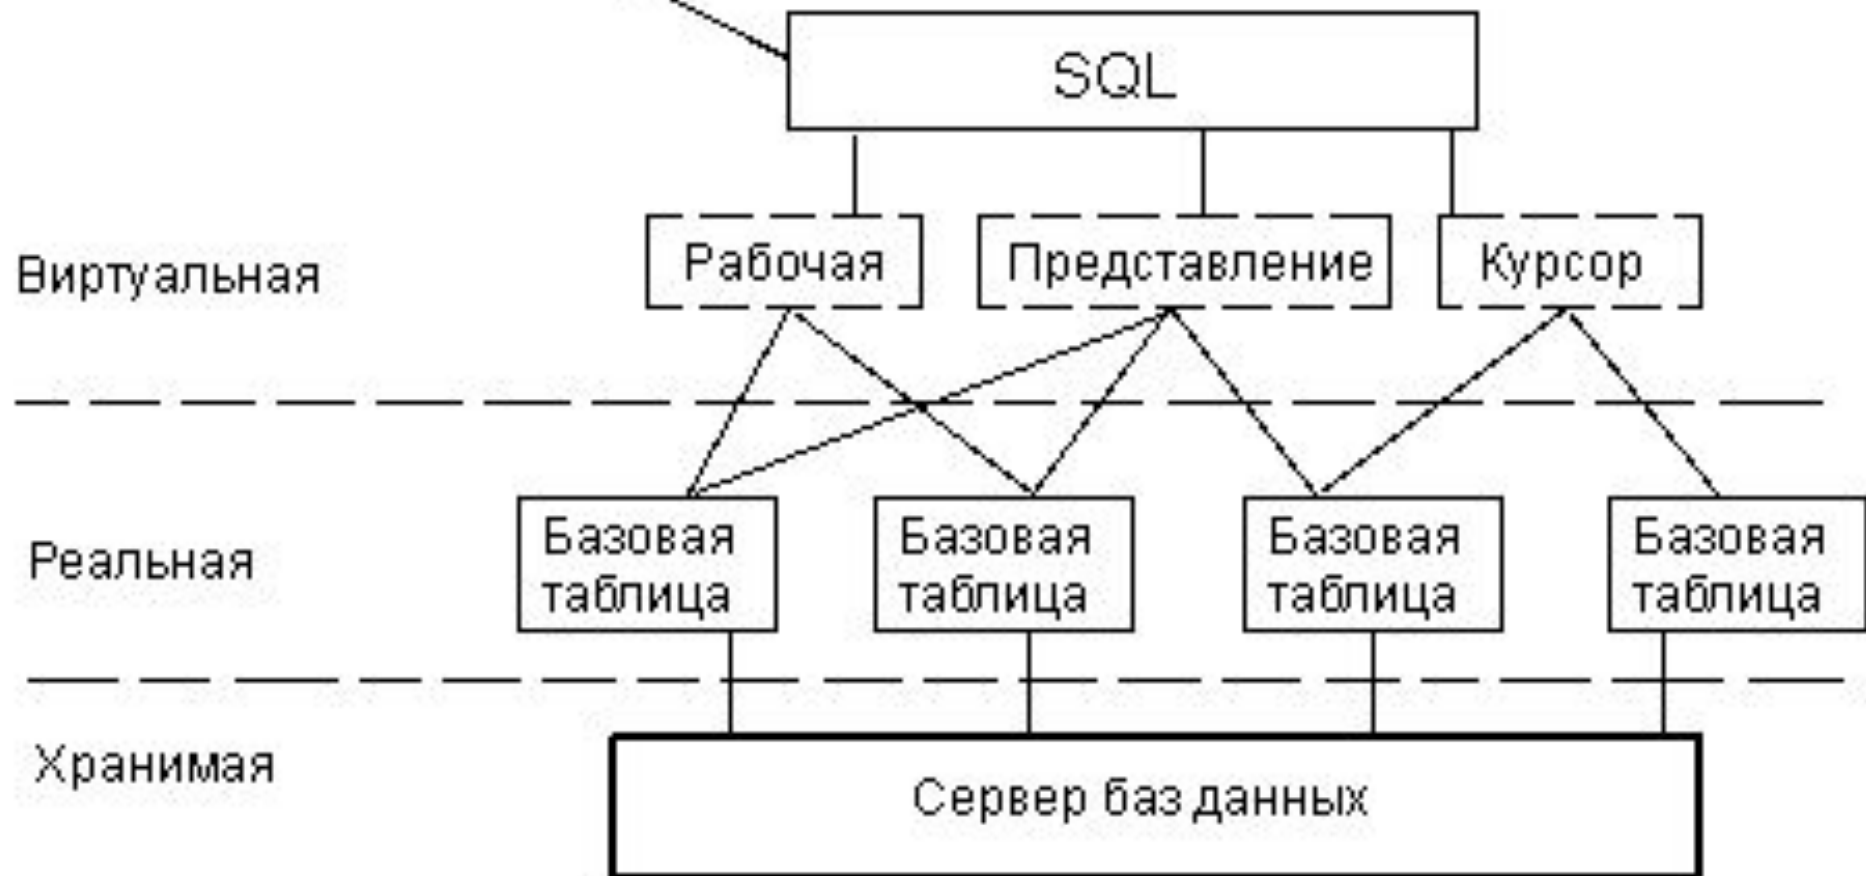 SQL
Виртуальная
Рабочая
Представление
Курсор
Реальная
Базовая
таблица
Базовая
таблица
Базовая
таблица
Базовая
таблица
Хранимая
Сервер баз данных